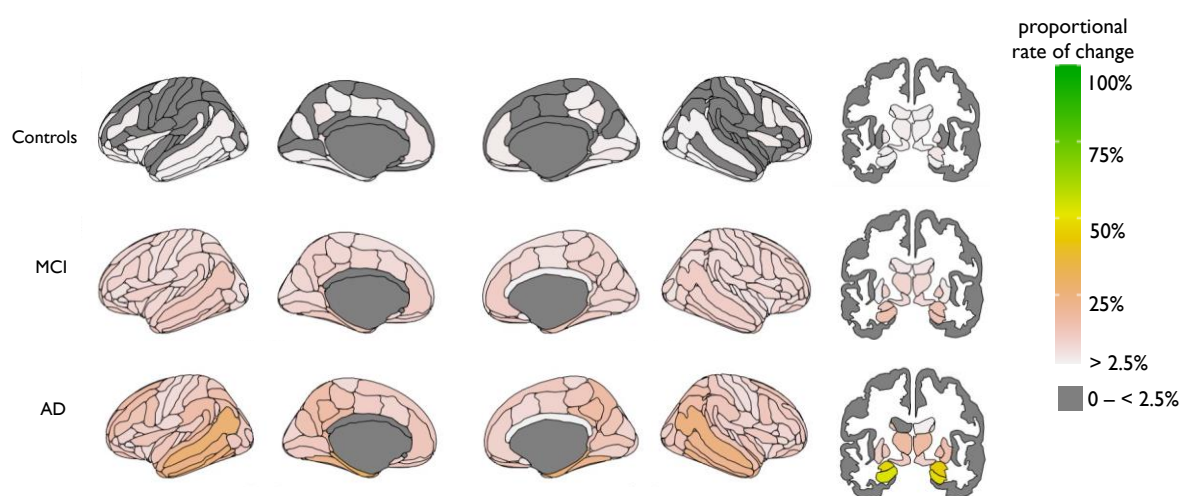 proportional
rate of change
100%
75%
50%
25%
> 2.5%
0 – < 2.5%
Controls
MCI
AD